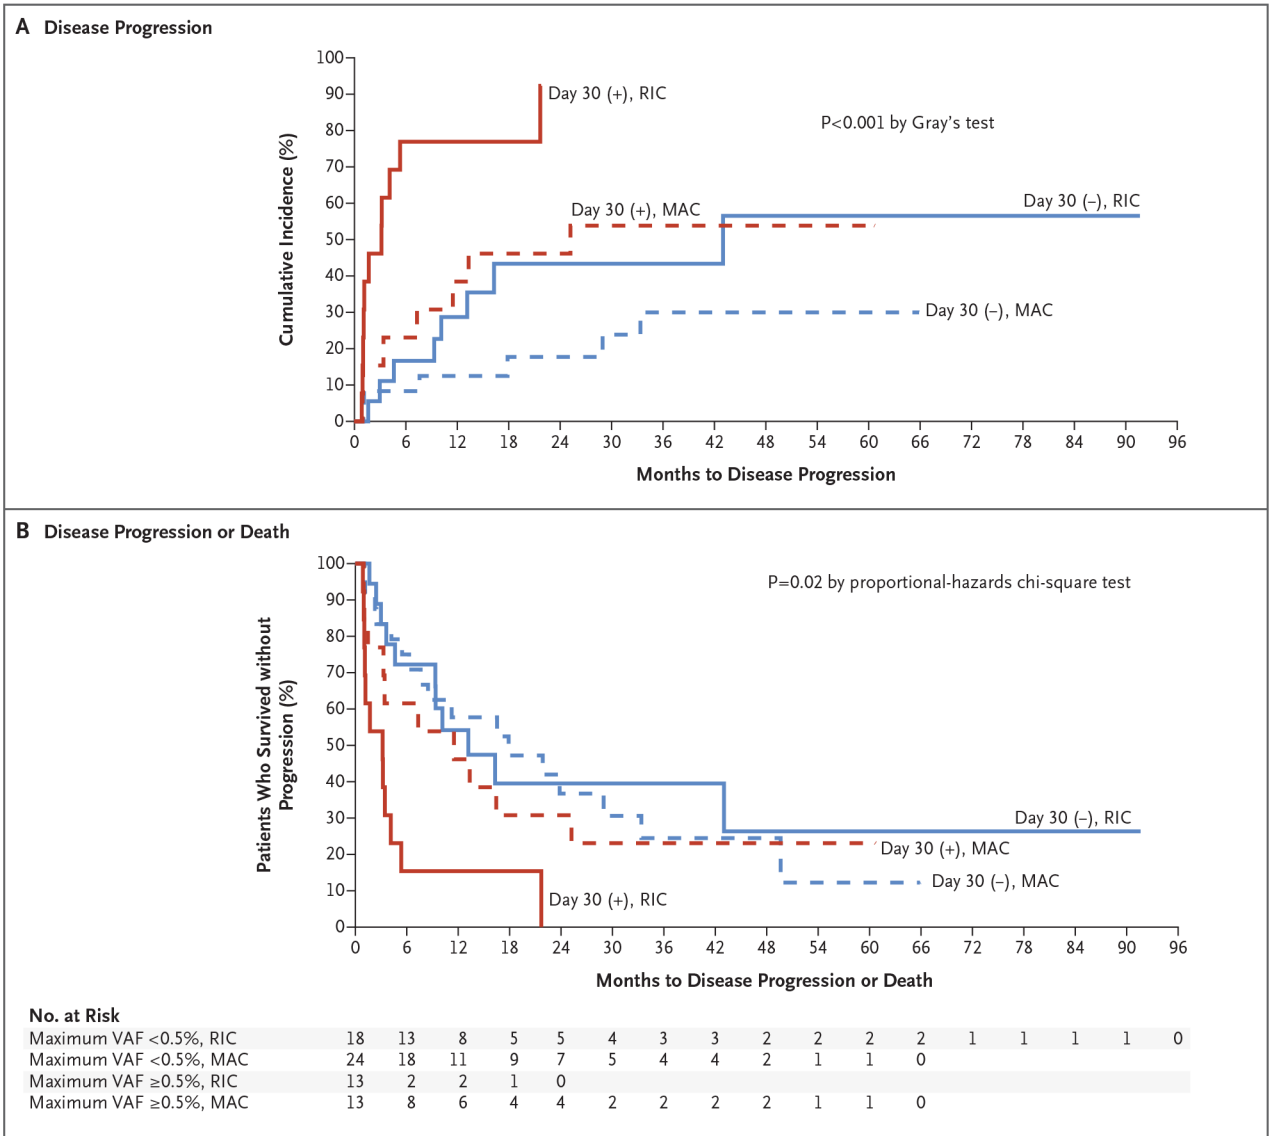 A Disease Progression
100
90
80
70
60
50
40
30
20
10
0
Cumulative Incidence (%)
Day 30 (+), RIC
P<0.001 by Gray's test
Day 30 (+), MAC
Day 30 (–), RIC
Day 30 (–), MAC
0 6 12 18 24 30 36 42 48 54 60 66 72 78 84 90 96
Months to Disease Progression
B Disease Progression or Death
100
90
80
70
60
50
40
30
20
10
0
Patients Who Survived without
Progression (%)
P=0.02 by proportional-hazards chi-square test
Day 30 (–), RIC
Day 30 (+), MAC
Day 30 (–), MAC
Day 30 (+), RIC
0 6 12 18 24 30 36 42 48 54 60 66 72 78 84 90 96
Months to Disease Progression or Death
No. at Risk
Maximum VAF <0.5%, RIC 18 13 8 5 5 4 3 3 2 2 2 2 1 1 1 1 0
Maximum VAF <0.5%, MAC 24 18 11 9 7 5 4 4 2 1 1 0
Maximum VAF ≥0.5%, RIC 13 2 2 1 0
Maximum VAF ≥0.5%, MAC 13 8 6 4 4 2 2 2 2 1 1 0